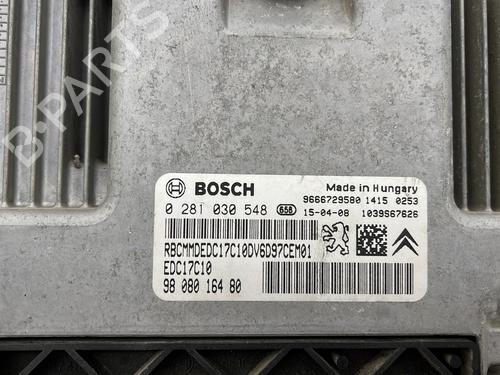 B-PARTS
BOSCH
Made in Hungary
9666729580 1415 0253
0 281 030 548 658 15-04-08 1039S67626
RBCMMDEDC17C10DV6D97CEM01
EDC17C10
98 080 164 80